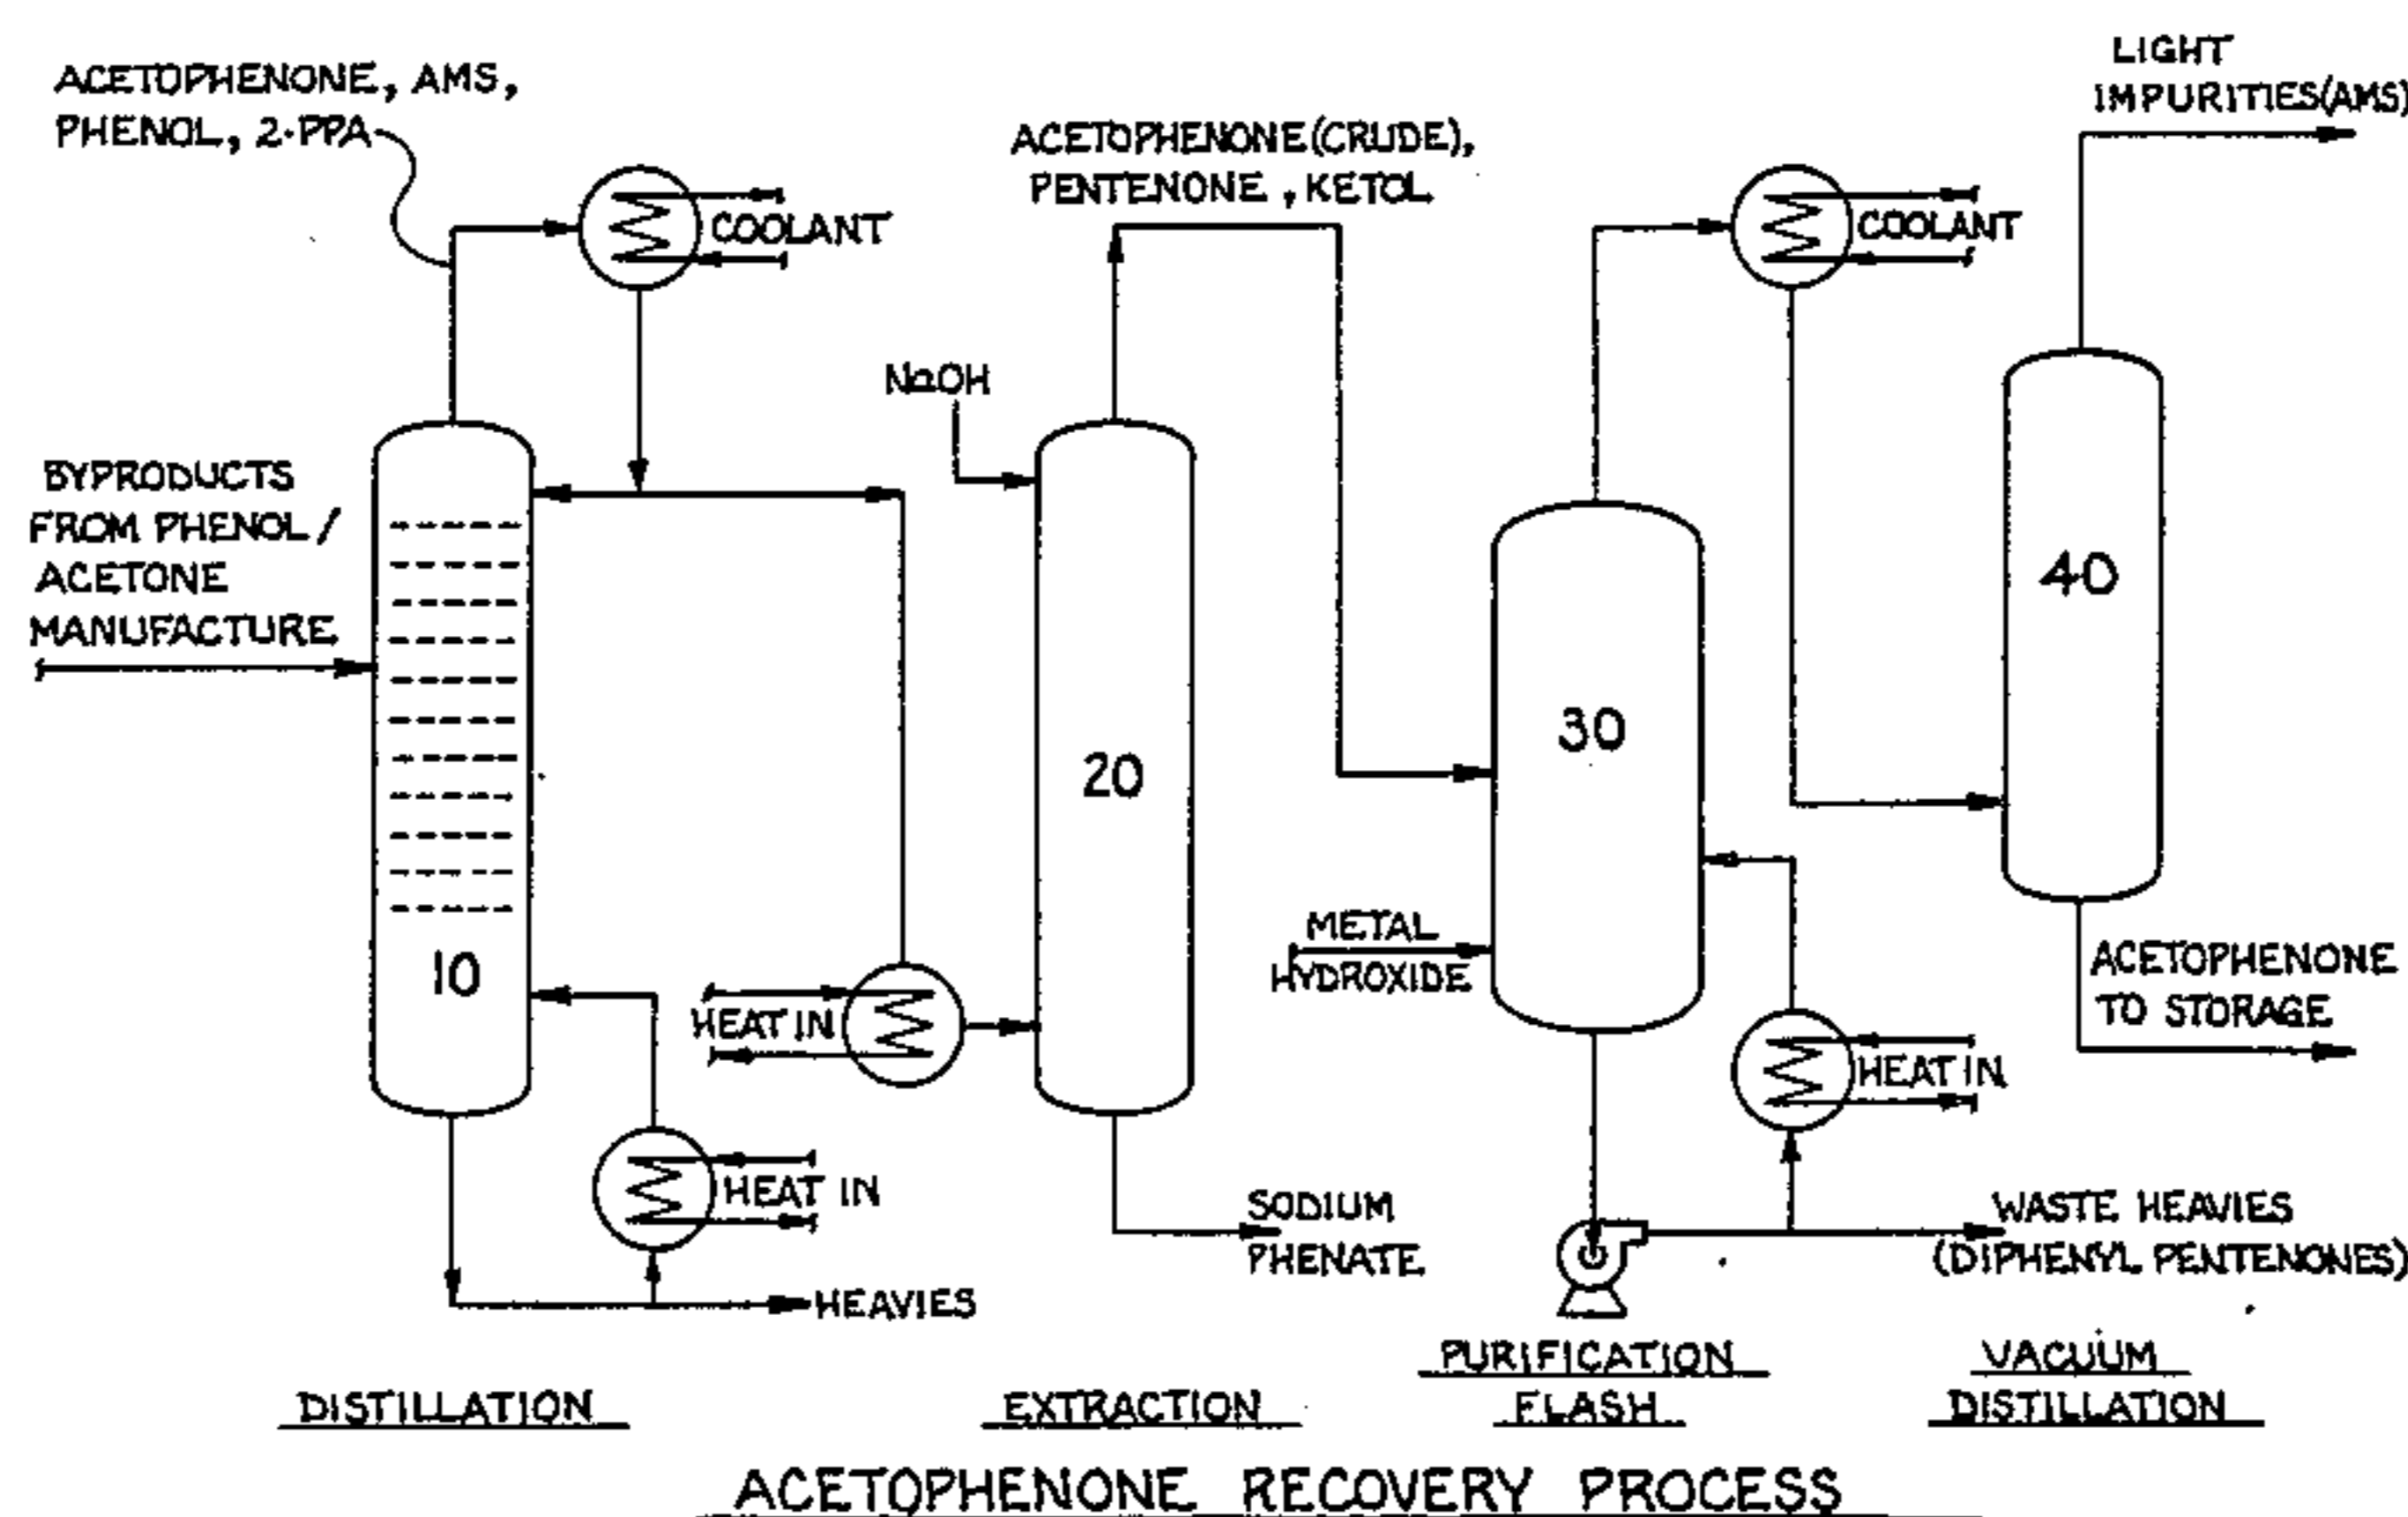 ACETOPHENONE, AMS,
PHENOL, 2-PPA
COOLANT
BYPRODUCTS
FROM PHENOL/
ACETONE
MANUFACTURE
10
HEAT IN
HEAVIES
DISTILLATION
NaOH
HEAT IN
20
SODIUM
PHENATE
EXTRACTION
ACETOPHENONE (CRUDE),
PENTENONE, KETOL
COOLANT
30
METAL
HYDROXIDE
HEAT IN
WASTE HEAVIES
(DIPHENYL PENTENONES)
PURIFICATION
FLASH
LIGHT
IMPURITIES (AMS)
40
ACETOPHENONE
TO STORAGE
VACUUM
DISTILLATION
ACETOPHENONE RECOVERY PROCESS